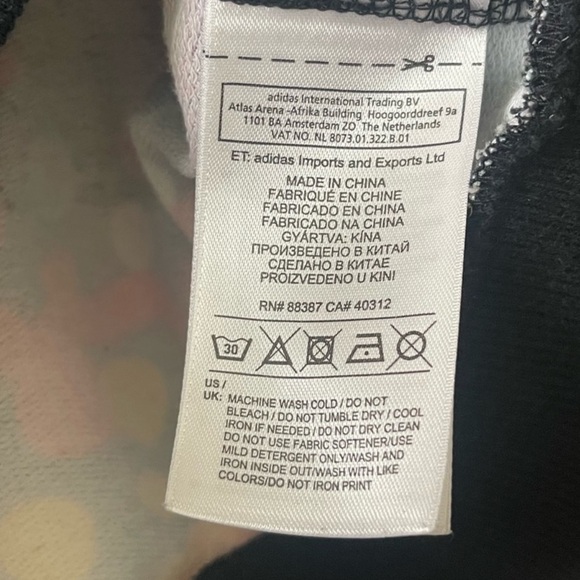 adidas International Trading BV
Atlas Arena -Afrika Building Hoogoorddreef 9a
1101 BA Amsterdam ZO The Netherlands
VAT NO. NL 8073.01.322.B.01
ET: adidas Imports and Exports Ltd
MADE IN CHINA
FABRIQUÉ EN CHINE
FABRICADO EN CHINA
FABRICADO NA CHINA
GYÁRTVA: KÍNA
ПРОИЗВЕДЕНО В КИТАЙ
СДЕЛАНО В КИТАЕ
PROIZVEDENO U KINI
RN# 88387 CA# 40312
30
US /
UK: MACHINE WASH COLD / DO NOT
BLEACH / DO NOT TUMBLE DRY / COOL
IRON IF NEEDED / DO NOT DRY CLEAN
DO NOT USE FABRIC SOFTENER/USE
MILD DETERGENT ONLY/WASH AND
IRON INSIDE OUT/WASH WITH LIKE
COLORS/DO NOT IRON PRINT